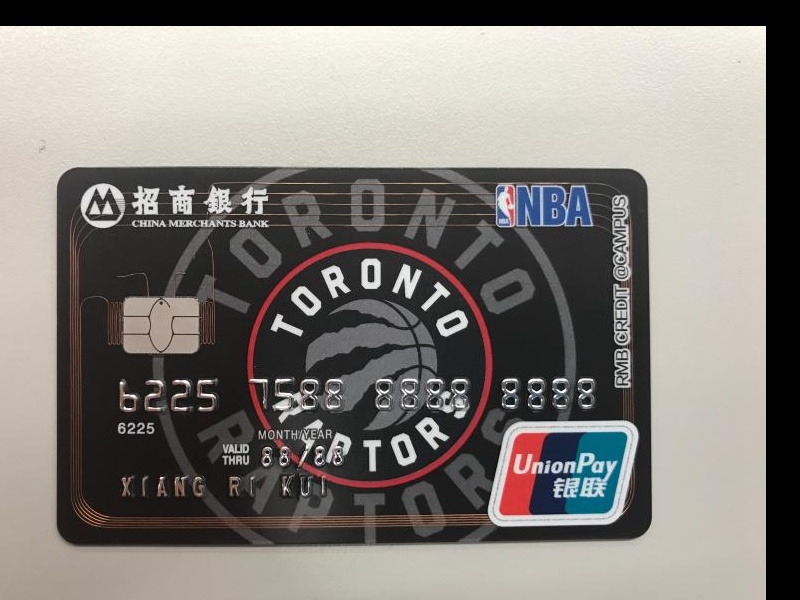 招商銀行
CHINA MERCHANTS BANK
NBA
NBA
RMB CREDIT @CAMPUS
TORONTO
TORONTO
6225 7588 8888 8888
6225
MONTH/YEAR
VALID
THRU 88/88
RAPTORS
RAPTORS
XIANG RI KUI
UnionPay
银联